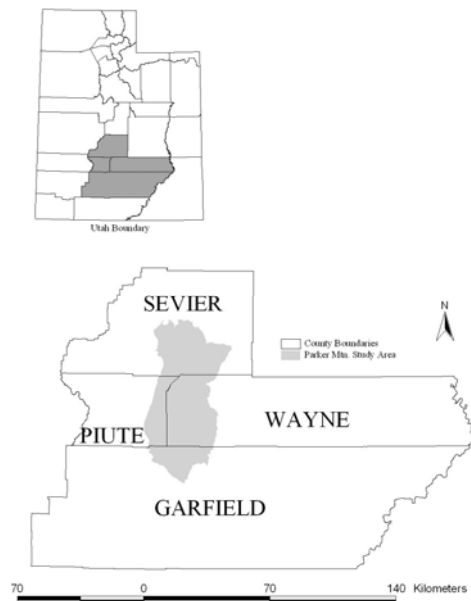 Utah Boundary
SEVIER
N
County Boundaries
Parker Mtn. Study Area
WAYNE
PIUTE
GARFIELD
70 0 70 140 Kilometers